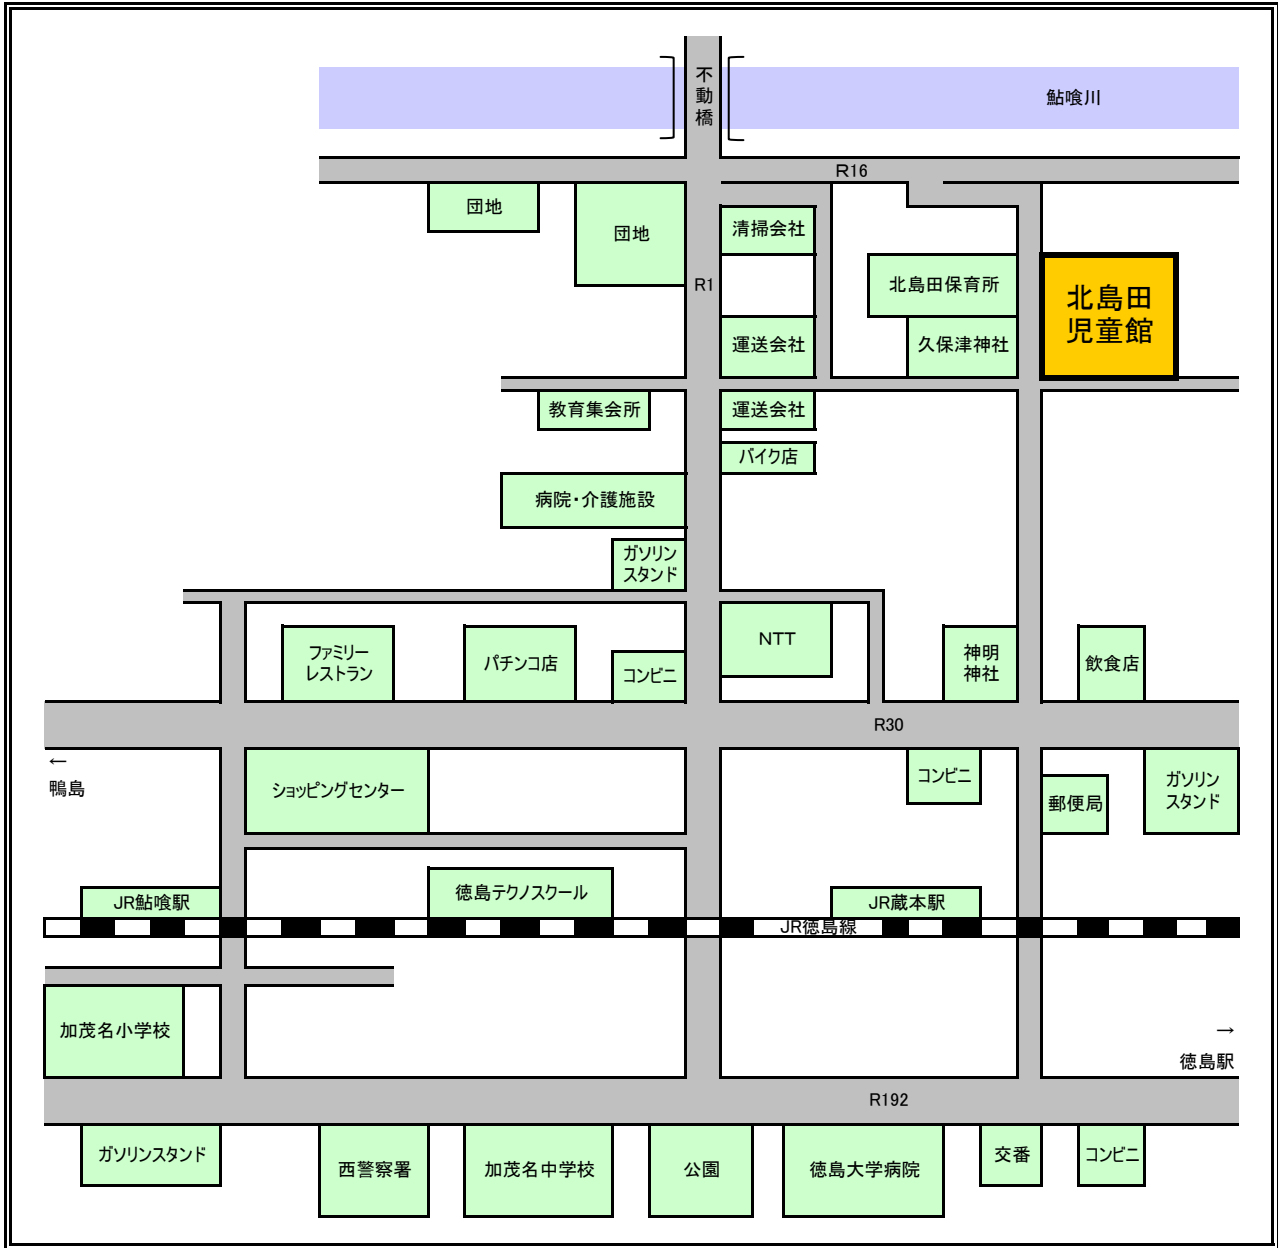 不動橋
鮎喰川
R16
団地
団地
清掃会社
R1
北島田保育所
北島田
児童館
運送会社
久保津神社
教育集会所
運送会社
バイク店
病院・介護施設
ガソリン
スタンド
ファミリー
レストラン
パチンコ店
コンビニ
NTT
神明
神社
飲食店
R30
←
鴨島
ショッピングセンター
コンビニ
郵便局
ガソリン
スタンド
JR鮎喰駅
徳島テクノスクール
JR蔵本駅
JR徳島線
加茂名小学校
→
徳島駅
R192
ガソリンスタンド
西警察署
加茂名中学校
公園
徳島大学病院
交番
コンビニ